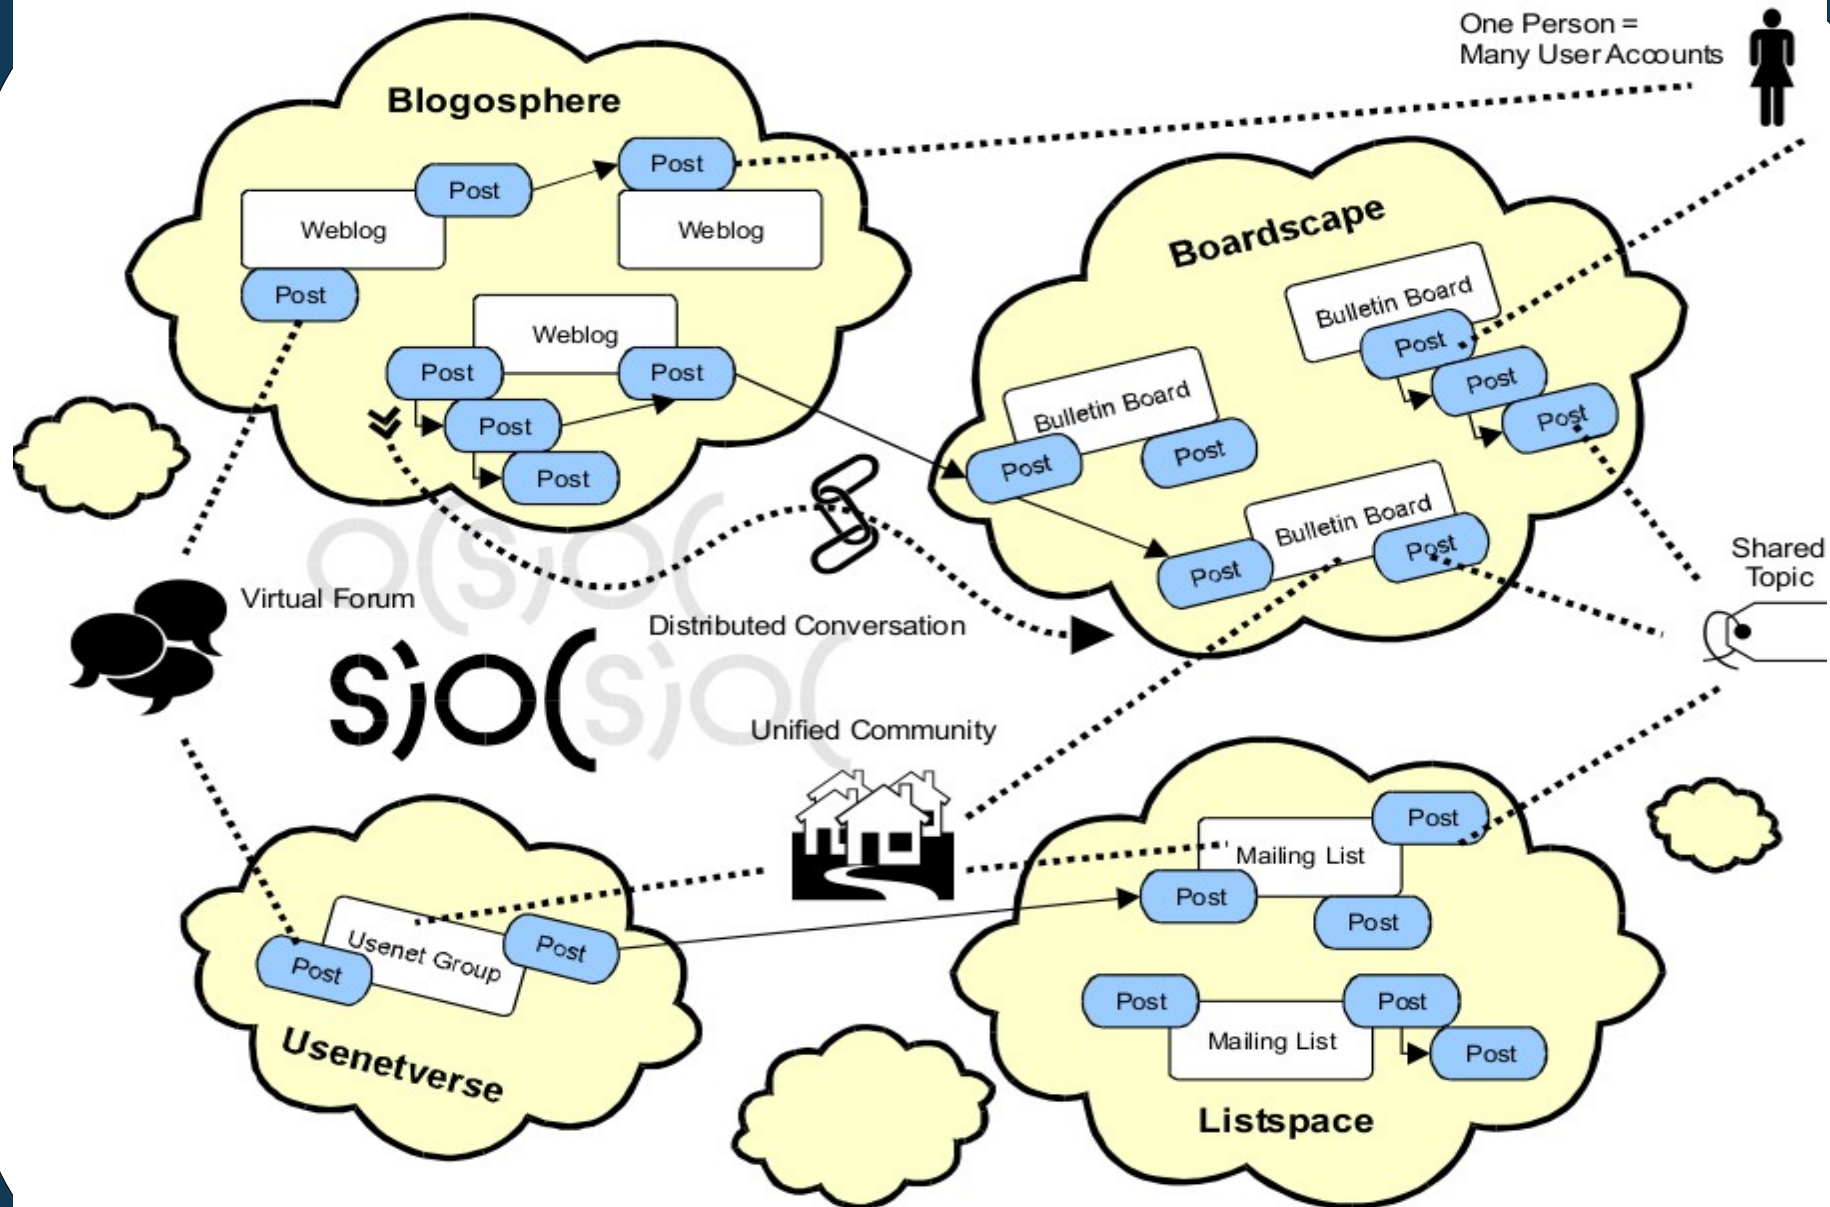 One Person =
Many User Accounts
Blogosphere
Post
Post
Weblog
Weblog
Post
Weblog
Post
Post
Post
Post
Boardscape
Bulletin Board
Post
Post
Post
Bulletin Board
Post
Post
Bulletin Board
Post
Post
Shared
Topic
Virtual Forum
Distributed Conversation
sioc
Unified Community
Usenet Group
Post
Post
Usenetverse
Post
Mailing List
Post
Post
Post
Post
Mailing List
Post
Listspace